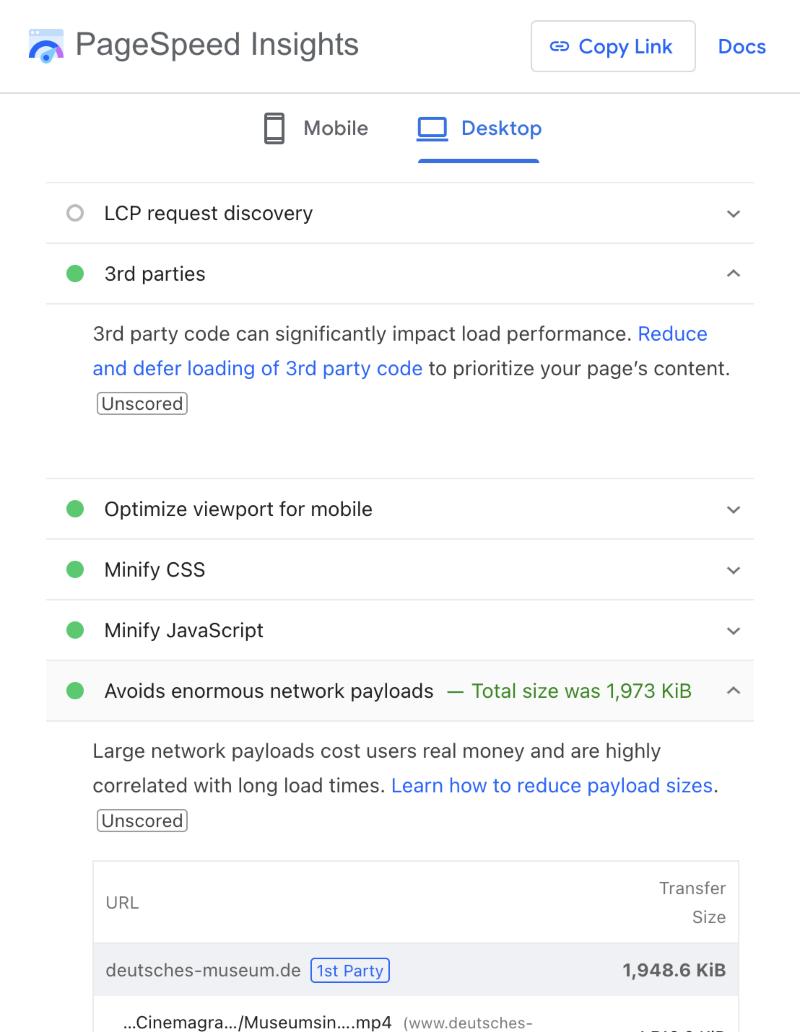 PageSpeed Insights
Copy Link
Docs
Mobile
Desktop
LCP request discovery
3rd parties
3rd party code can significantly impact load performance. Reduce
and defer loading of 3rd party code to prioritize your page’s content.
Unscored
Optimize viewport for mobile
Minify CSS
Minify JavaScript
Avoids enormous network payloads — Total size was 1,973 KiB
Large network payloads cost users real money and are highly
correlated with long load times. Learn how to reduce payload sizes.
Unscored
URL
Transfer
Size
deutsches-museum.de 1st Party 1,948.6 KiB
…Cinemagra…/Museumsin….mp4 (www.deutsches-